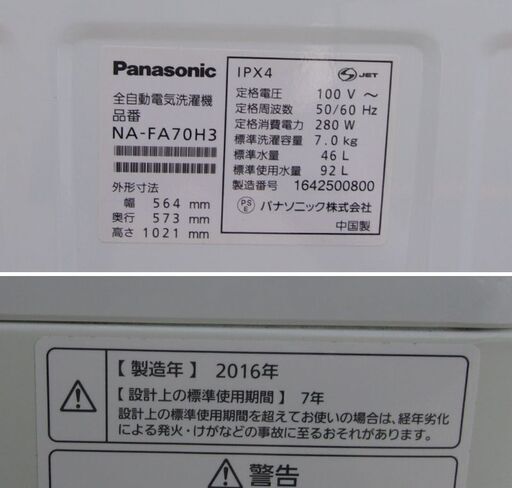 Panasonic
全自動電気洗濯機
品番
NA-FA70H3
外形寸法
幅 564 mm
奥行 573 mm
高さ 1021 mm
IPX4
S JET
定格電圧 100 V ～
定格周波数 50/60 Hz
定格消費電力 280 W
標準洗濯容量 7.0 kg
標準水量 46 L
標準使用水量 92 L
製造番号 1642500800
PS E パナソニック株式会社
中国製
【 製造年 】 2016年
【 設計上の標準使用期間 】 7年
設計上の標準使用期間を超えてお使いの場合は、経年劣化
による発火・けがなどの事故に至るおそれがあります。
警告